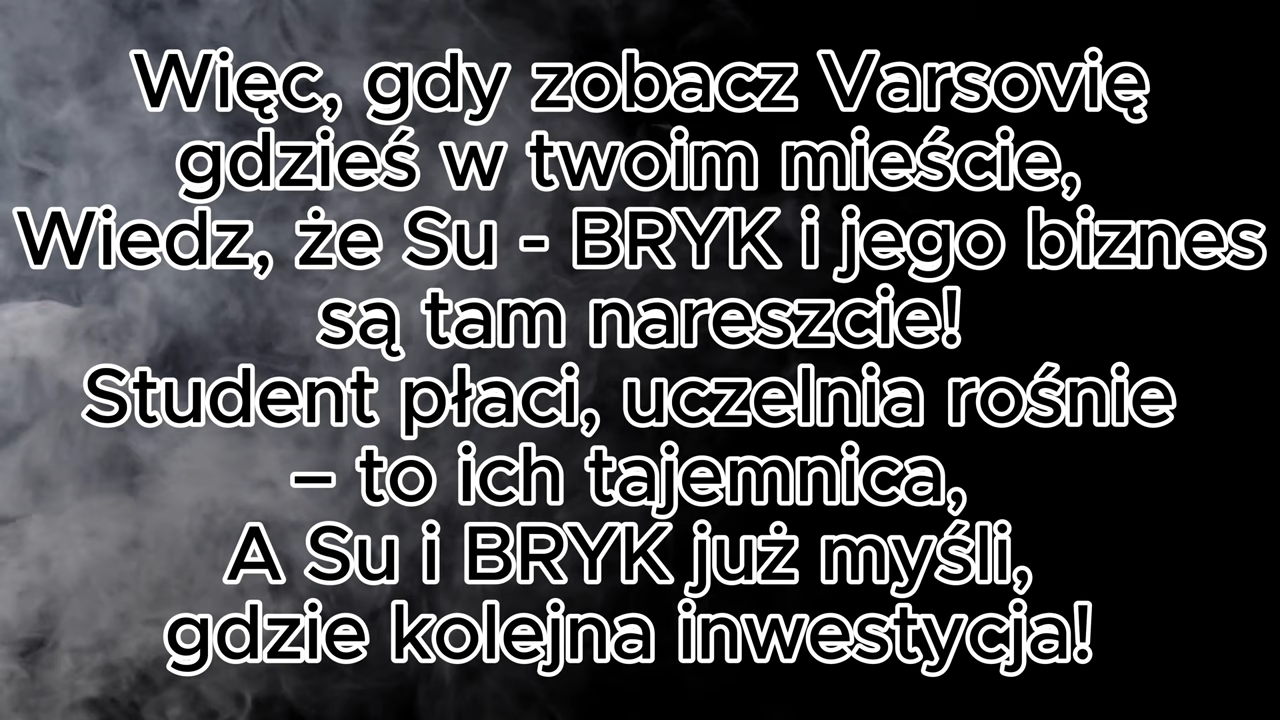 Więc, gdy zobacz Varsovię
gdzieś w twoim mieście,
Wiedz, że Su - BRYK i jego biznes
są tam nareszcie!
Student płaci, uczelnia rośnie
– to ich tajemnica,
A Su i BRYK już myśli,
gdzie kolejna inwestycja!